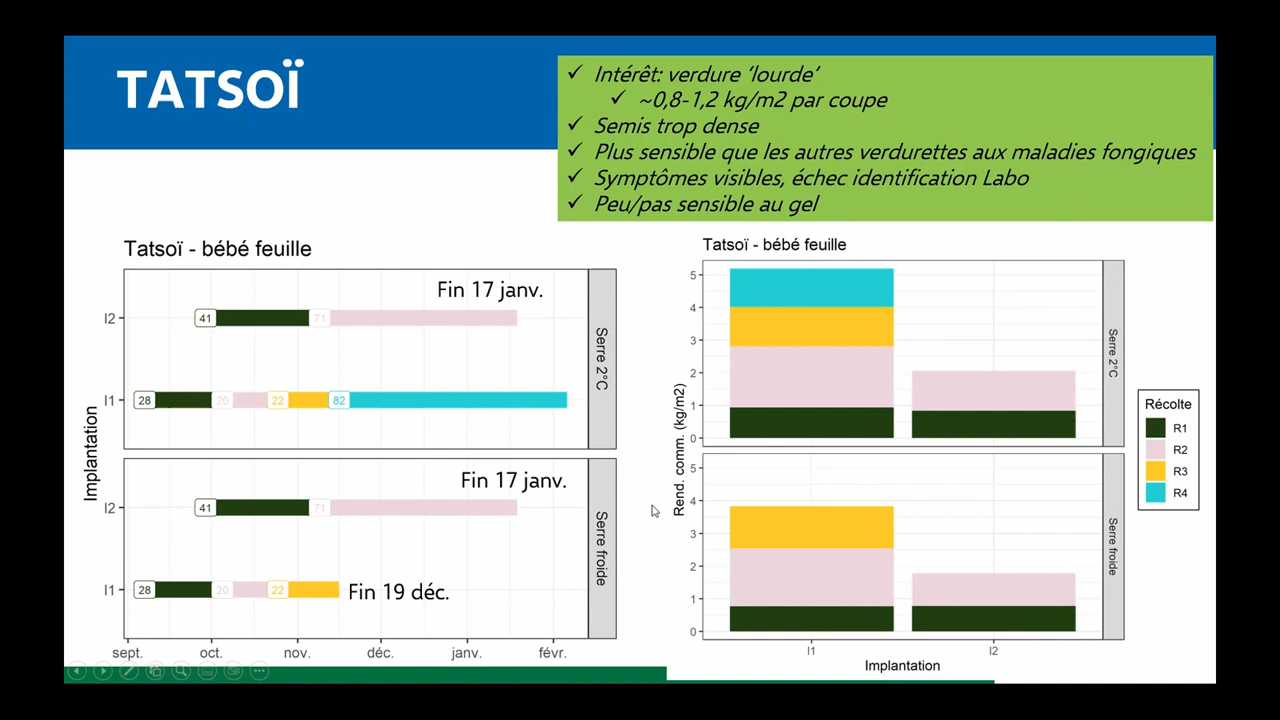 TATSOÏ
✓ Intérêt: verdure ‘lourde’
✓ ~0,8-1,2 kg/m2 par coupe
✓ Semis trop dense
✓ Plus sensible que les autres verdurettes aux maladies fongiques
✓ Symptômes visibles, échec identification Labo
✓ Peu/pas sensible au gel
Tatsoï - bébé feuille
Fin 17 janv.
I2
41
71
I1
28
20
22
82
Serre 2°C
Implantation
Fin 17 janv.
I2
41
71
I1
28
20
22
Fin 19 déc.
Serre froide
sept. oct. nov. déc. janv. févr.
Tatsoï - bébé feuille
5
4
3
2
1
0
Serre 2°C
Rend. comm. (kg/m2)
5
4
3
2
1
0
Serre froide
I1 I2
Implantation
Récolte
R1
R2
R3
R4